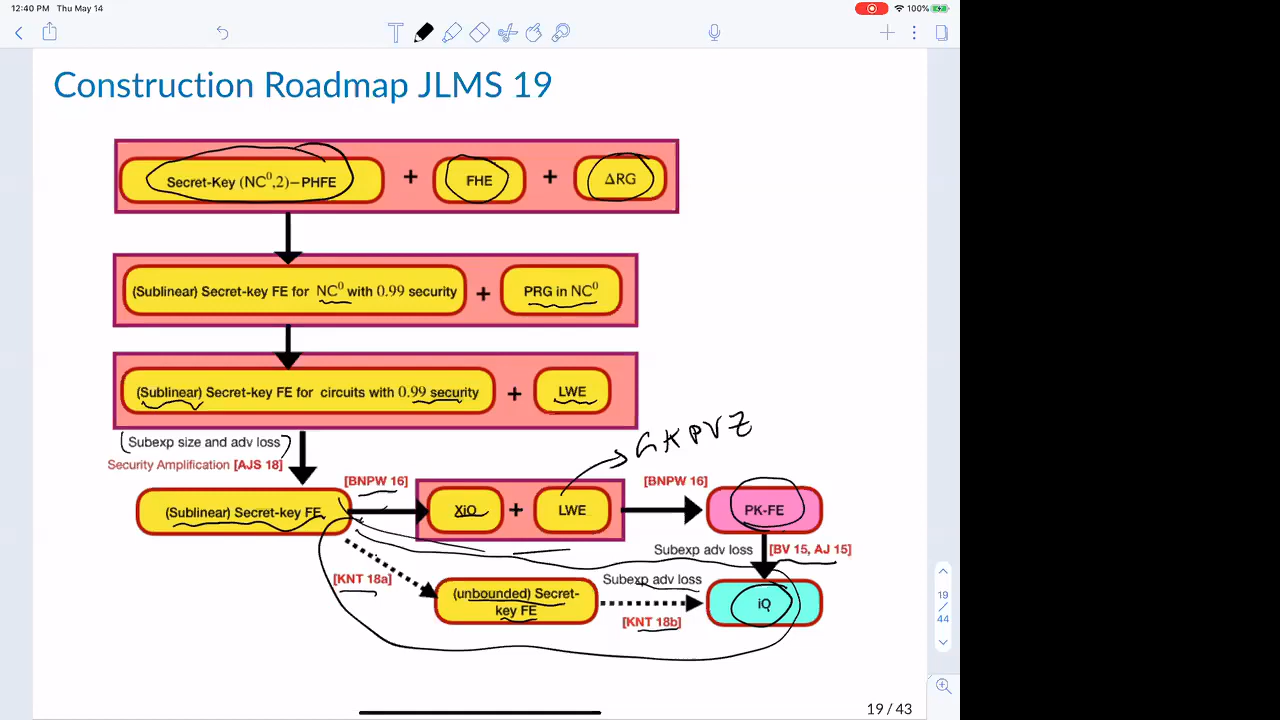 12:40 PM Thu May 14
100%
Construction Roadmap JLMS 19
Secret-Key (NC⁰,2)−PHFE + FHE + ΔRG
(Sublinear) Secret-key FE for NC⁰ with 0.99 security + PRG in NC⁰
(Sublinear) Secret-key FE for circuits with 0.99 security + LWE
GKPVZ
(Subexp size and adv loss)
Security Amplification [AJS 18]
[BNPW 16]
[BNPW 16]
(Sublinear) Secret-key FE
XiO + LWE
PK-FE
Subexp adv loss
[BV 15, AJ 15]
[KNT 18a]
(unbounded) Secret-
key FE
Subexp adv loss
[KNT 18b]
iO
19
/
44
19 / 43